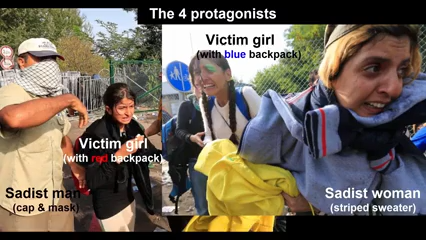 The 4 protagonists
Victim girl
(with blue backpack)
Victim girl
(with red backpack)
Sadist man
(cap & mask)
Sadist woman
(striped sweater)